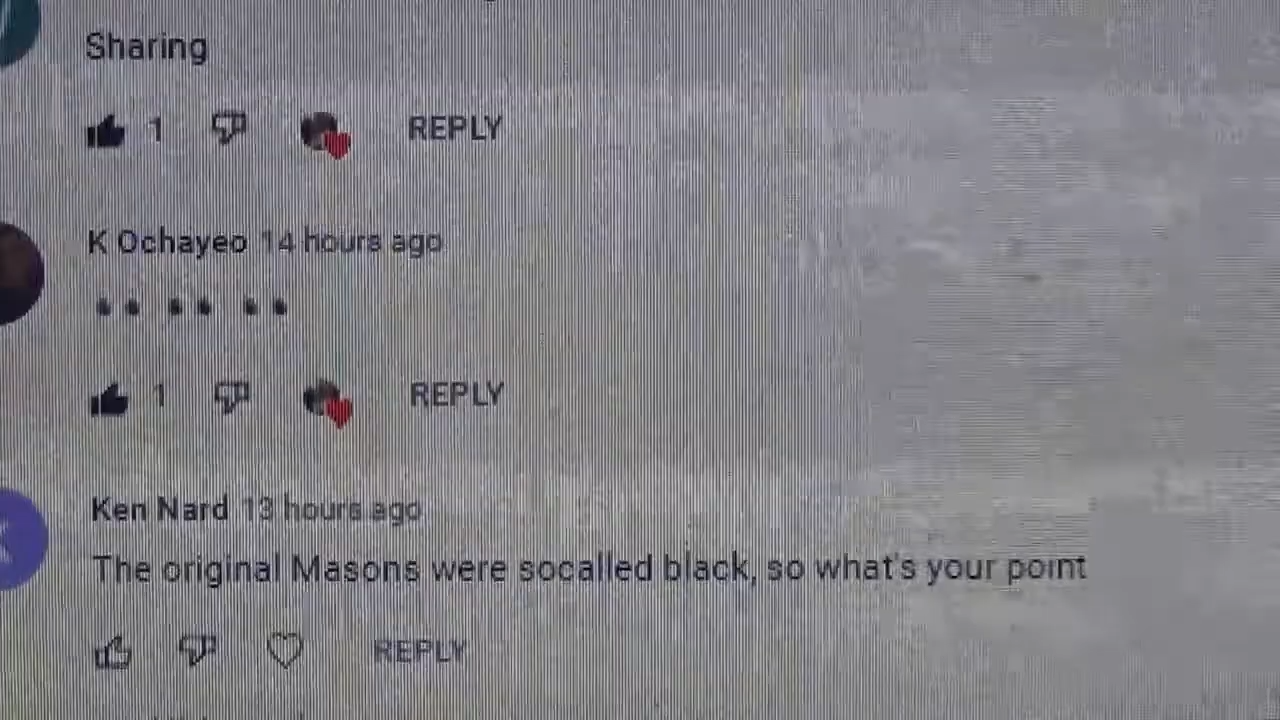 Sharing
1 REPLY
K Ochayeo 14 hours ago
1 REPLY
Ken Nard 13 hours ago
The original Masons were socalled black, so what's your point
REPLY